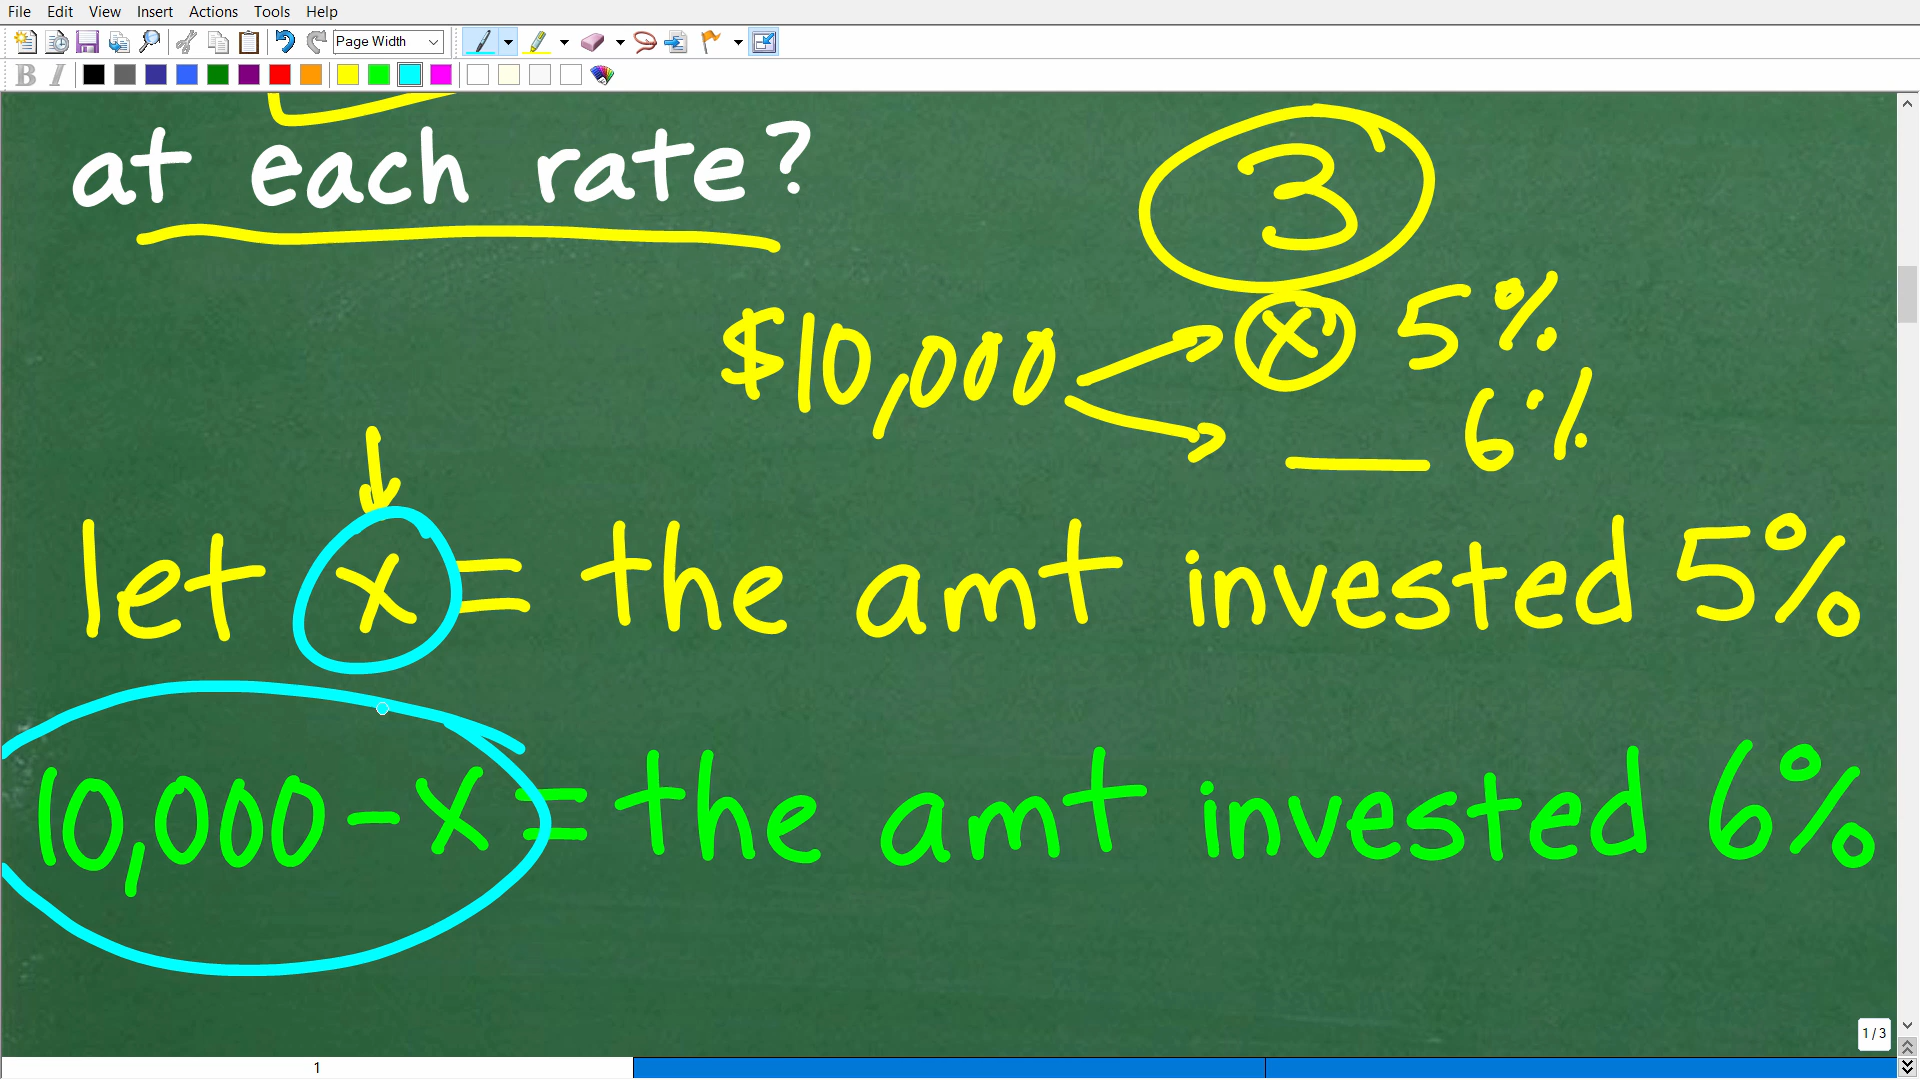 File Edit View Insert Actions Tools Help
Page Width
B I
at each rate?
3
$10,000 x 5%
6%
let x = the amt invested 5%
10,000 - x = the amt invested 6%
1 / 3
1